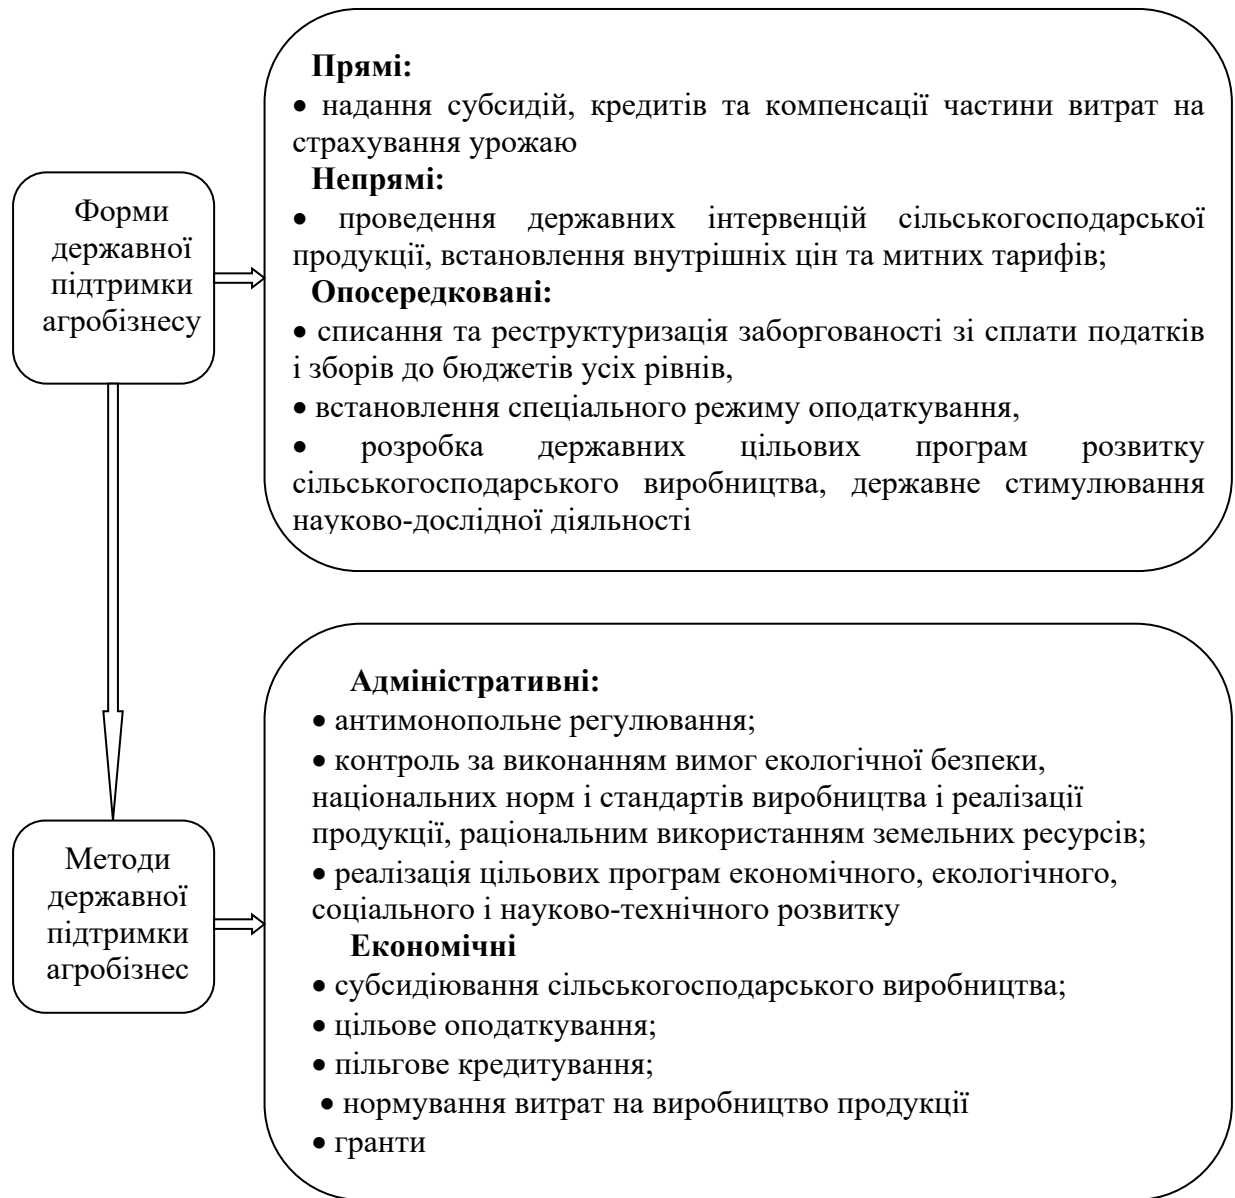 Форми
державної
підтримки
агробізнесу
Прямі:
• надання субсидій, кредитів та компенсації частини витрат на
страхування урожаю
Непрямі:
• проведення державних інтервенцій сільськогосподарської
продукції, встановлення внутрішніх цін та митних тарифів;
Опосередковані:
• списання та реструктуризація заборгованості зі сплати податків
і зборів до бюджетів усіх рівнів,
• встановлення спеціального режиму оподаткування,
• розробка державних цільових програм розвитку
сільськогосподарського виробництва, державне стимулювання
науково-дослідної діяльності
Методи
державної
підтримки
агробізнес
Адміністративні:
• антимонопольне регулювання;
• контроль за виконанням вимог екологічної безпеки,
національних норм і стандартів виробництва і реалізації
продукції, раціональним використанням земельних ресурсів;
• реалізація цільових програм економічного, екологічного,
соціального і науково-технічного розвитку
Економічні
• субсидіювання сільськогосподарського виробництва;
• цільове оподаткування;
• пільгове кредитування;
• нормування витрат на виробництво продукції
• гранти